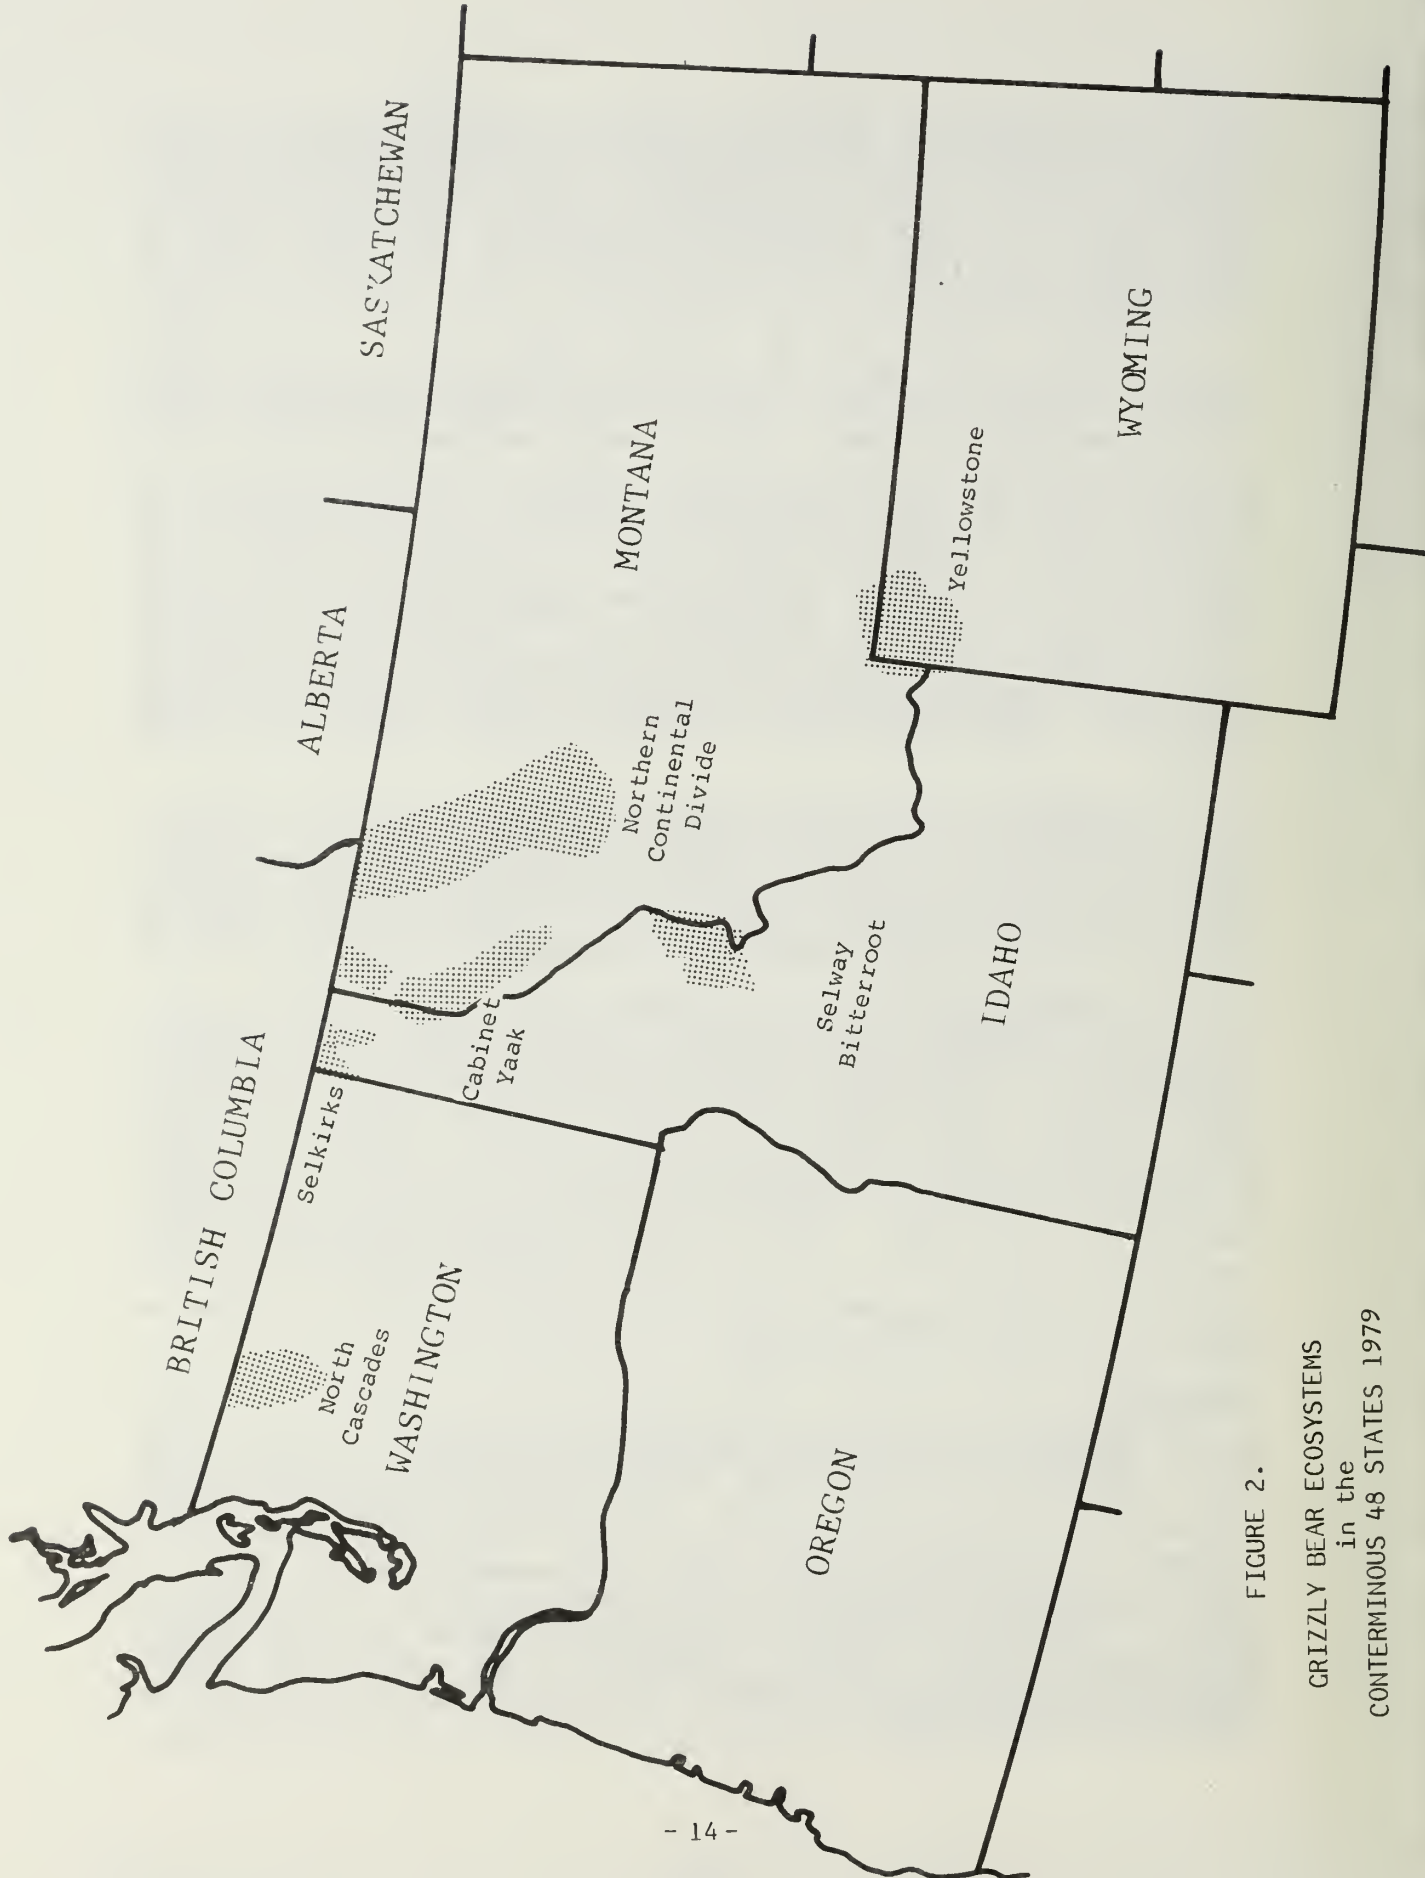 BRITISH COLUMBIA
ALBERTA
SASKATCHEWAN
Selkirks
North
Cascades
WASHINGTON
Cabinet
Yaak
Northern
Continental
Divide
MONTANA
Selway
Bitterroot
IDAHO
Yellowstone
WYOMING
OREGON
FIGURE 2.
GRIZZLY BEAR ECOSYSTEMS
in the
CONTERMINOUS 48 STATES 1979
- 14 -